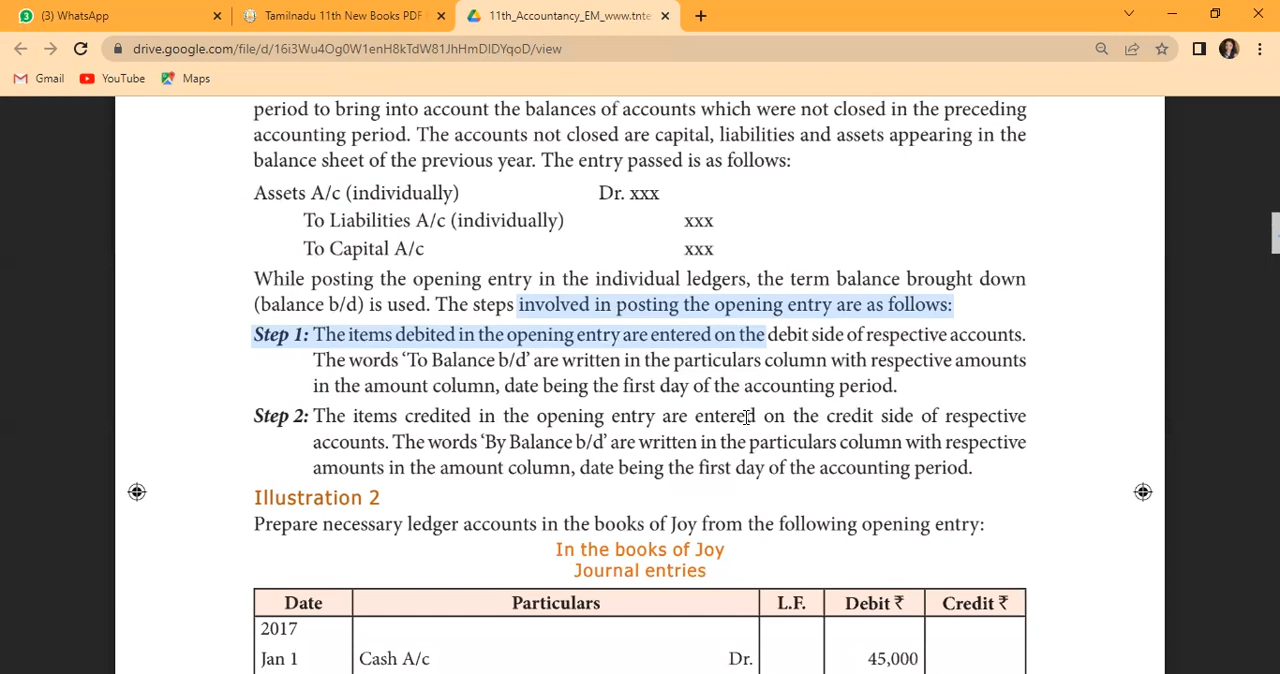 (3) WhatsApp
Tamilnadu 11th New Books PDF
11th_Accountancy_EM_www.tnte
drive.google.com/file/d/16i3Wu4Og0W1enH8kTdW81JhHmDIDYqoD/view
Gmail YouTube Maps
period to bring into account the balances of accounts which were not closed in the preceding
accounting period. The accounts not closed are capital, liabilities and assets appearing in the
balance sheet of the previous year. The entry passed is as follows:
Assets A/c (individually) Dr. xxx
To Liabilities A/c (individually) xxx
To Capital A/c xxx
While posting the opening entry in the individual ledgers, the term balance brought down
(balance b/d) is used. The steps involved in posting the opening entry are as follows:
Step 1: The items debited in the opening entry are entered on the debit side of respective accounts.
The words ‘To Balance b/d’ are written in the particulars column with respective amounts
in the amount column, date being the first day of the accounting period.
Step 2: The items credited in the opening entry are entered on the credit side of respective
accounts. The words ‘By Balance b/d’ are written in the particulars column with respective
amounts in the amount column, date being the first day of the accounting period.
Illustration 2
Prepare necessary ledger accounts in the books of Joy from the following opening entry:
In the books of Joy
Journal entries
Date Particulars L.F. Debit ₹ Credit ₹
2017
Jan 1 Cash A/c Dr. 45,000